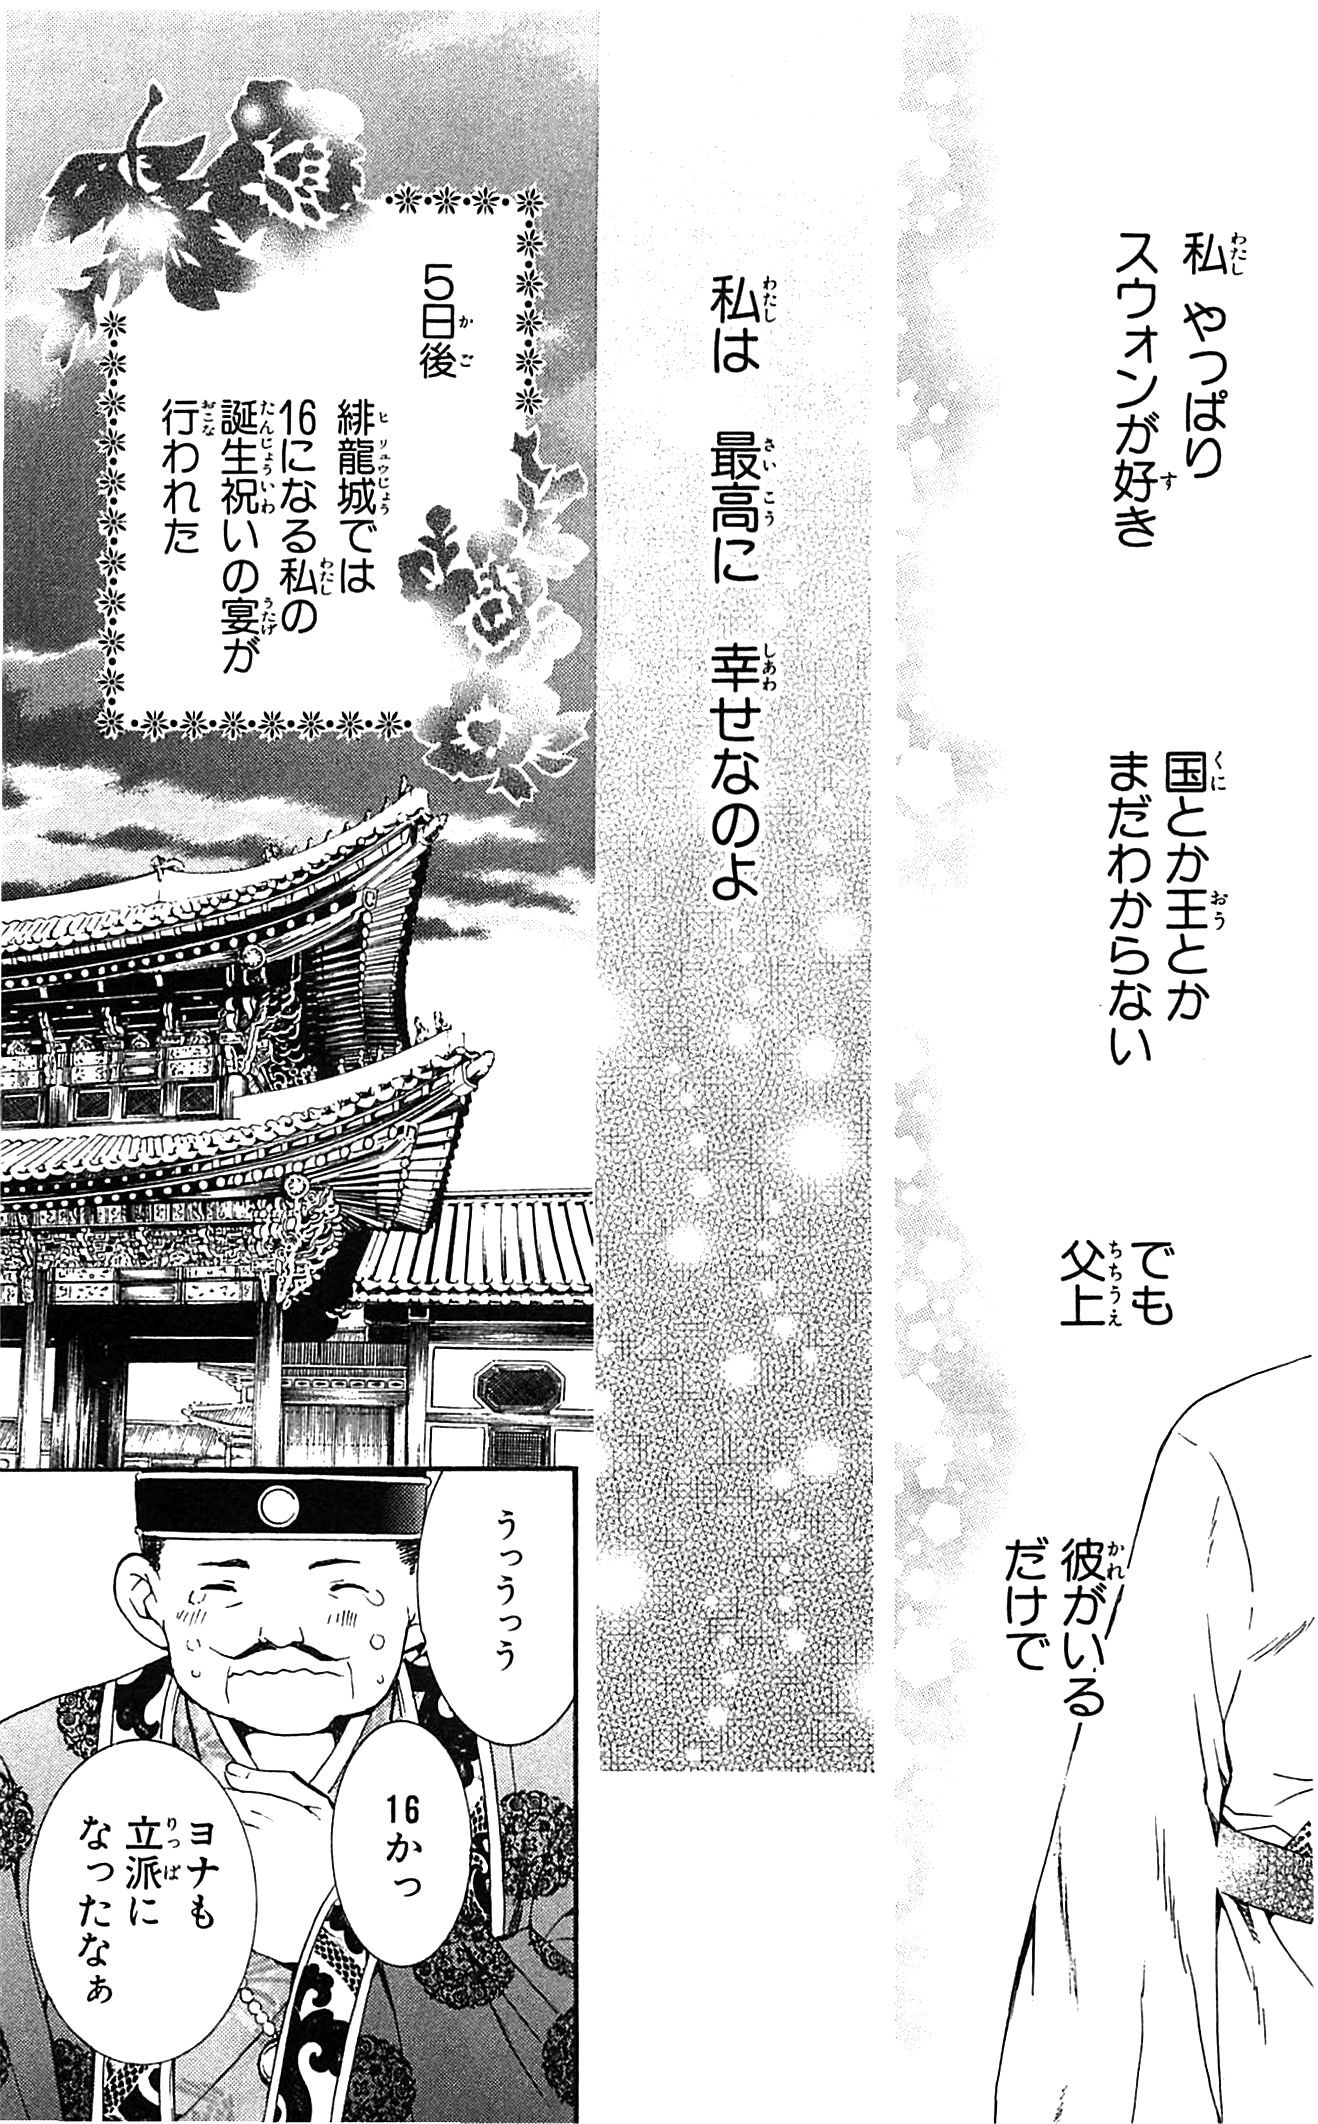 私 やっぱり
スウォンが好き
国とか王とか
まだわからない
でも
父上
彼がいる
だけで
私は 最高に 幸せなのよ
5日後
緋龍城では
16になる私の
誕生祝いの宴が
行われた
うっうっう
16かっ
ヨナも
立派に
なったなぁ